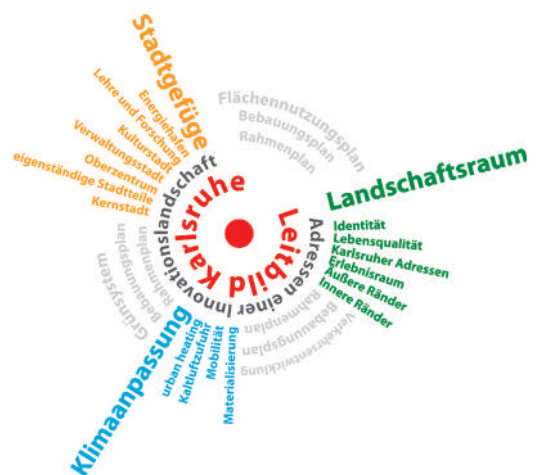 Stadtgefüge
Energiehafen
Lehre und Forschung
Kulturstadt
Verwaltungsstadt
Oberzentrum
eigenständige Stadtteile
Kernstadt
Flächennutzungsplan
Bebauungsplan
Rahmenplan
Landschaftsraum
Identität
Lebensqualität
Karlsruher Adressen
Erlebnisraum
Äußere Ränder
Innere Ränder
Leitbild Karlsruhe
Adressen einer Innovationslandschaft
Verkehrsentwicklung
Bebauungsplan
Rahmenplan
Grünsystem
Bebauungsplan
Rahmenplan
Klimaanpassung
urban heating
Kaltluftzufuhr
Mobilität
Materialisierung